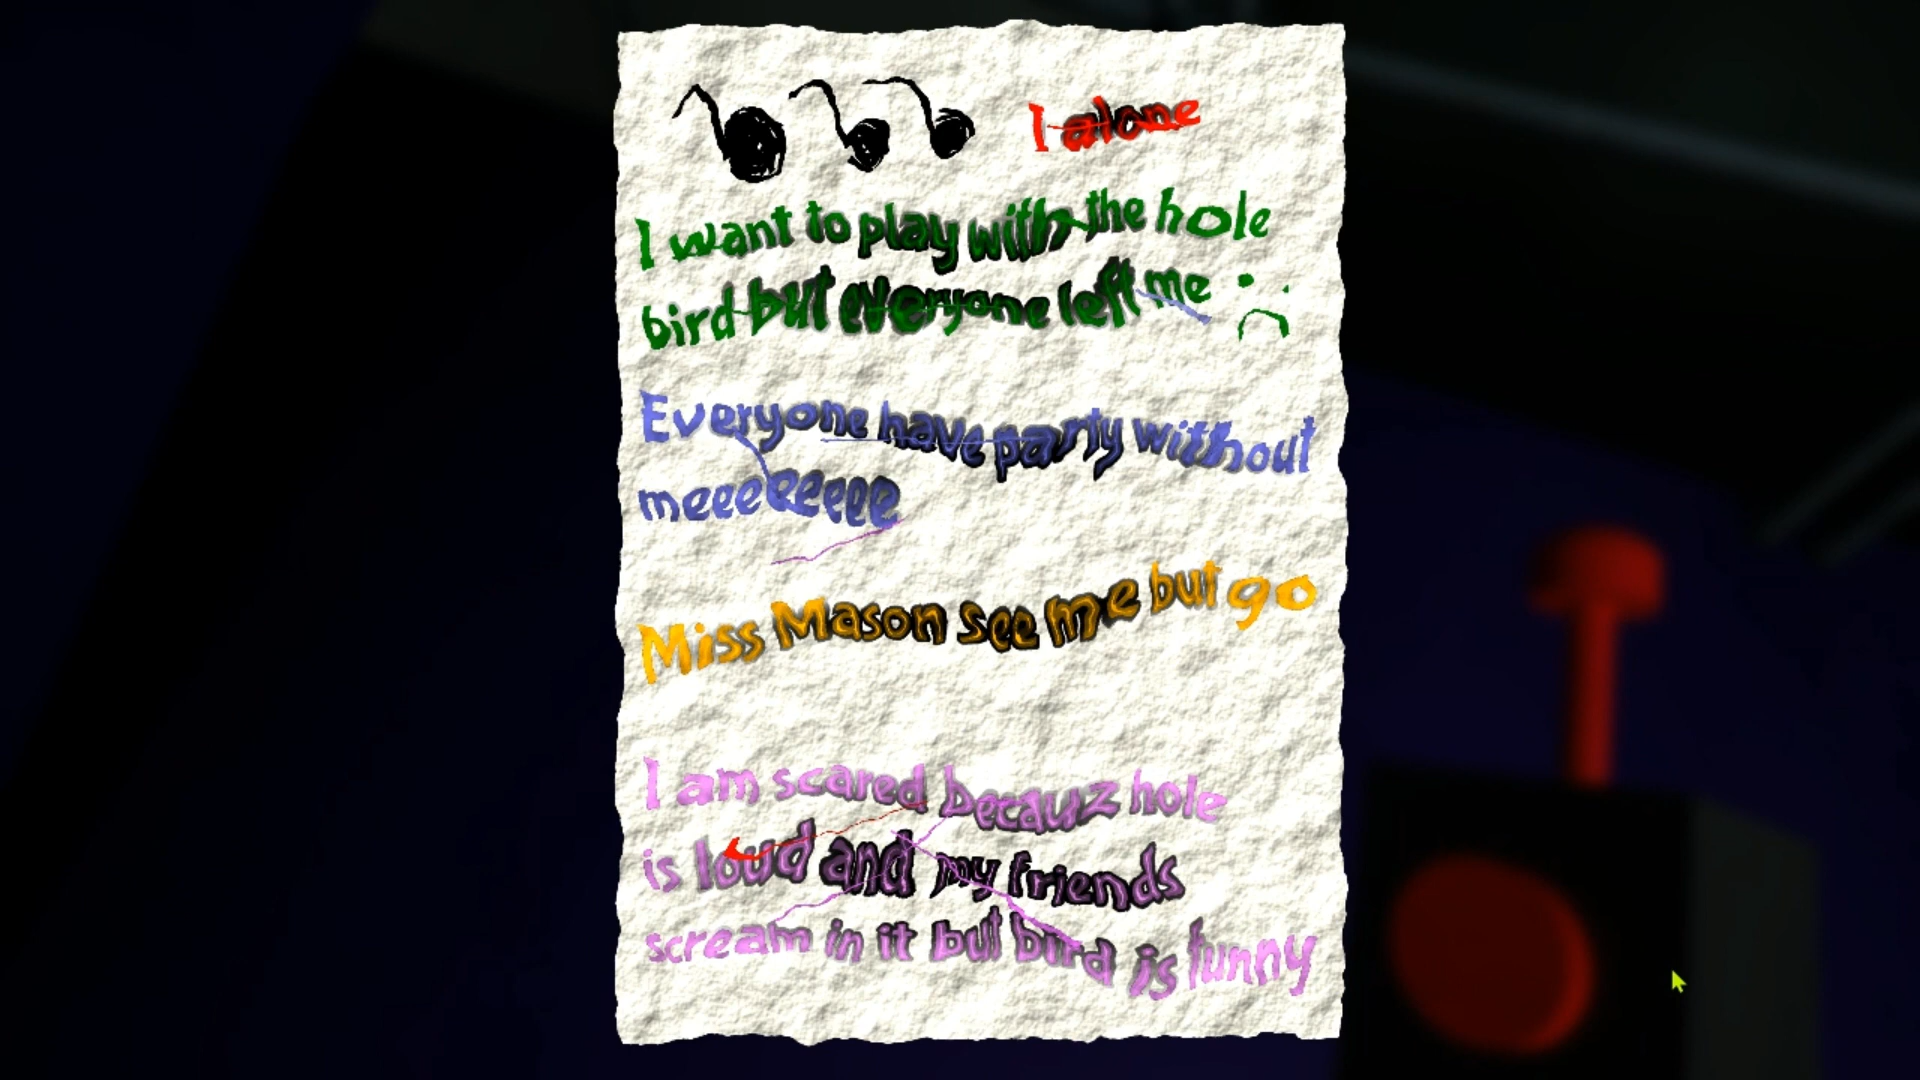 I alone
I want to play with the hole
bird but everyone left me :(
Everyone have party without
meeeeeeee
Miss Mason see me but go
I am scared becauz hole
is loud and my friends
scream in it but bird is funny